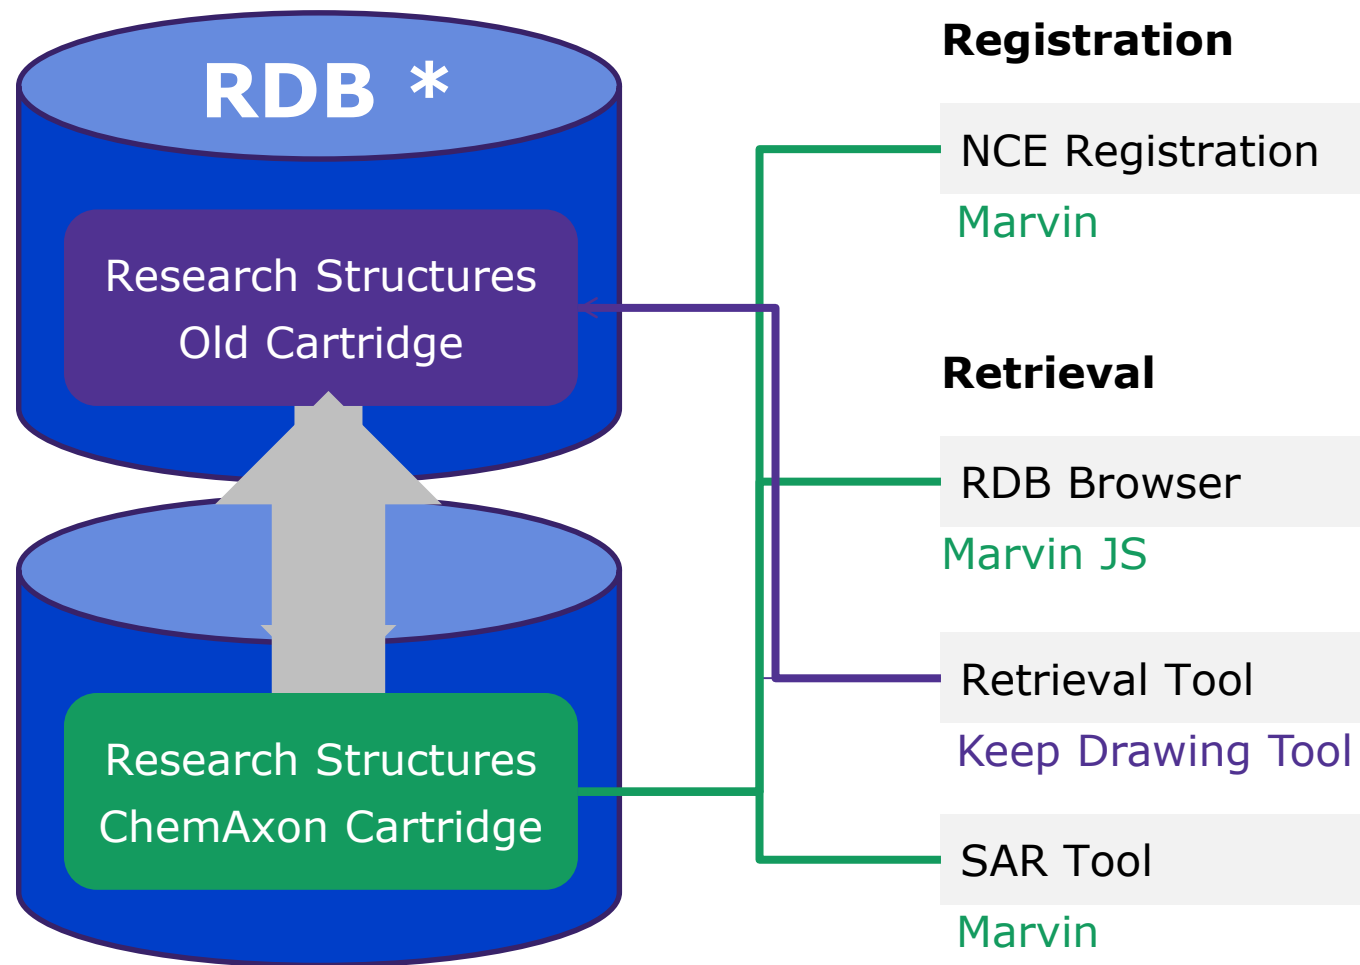 RDB *
Research Structures
Old Cartridge
Research Structures
ChemAxon Cartridge
Registration
NCE Registration
Marvin
Retrieval
RDB Browser
Marvin JS
Retrieval Tool
Keep Drawing Tool
SAR Tool
Marvin